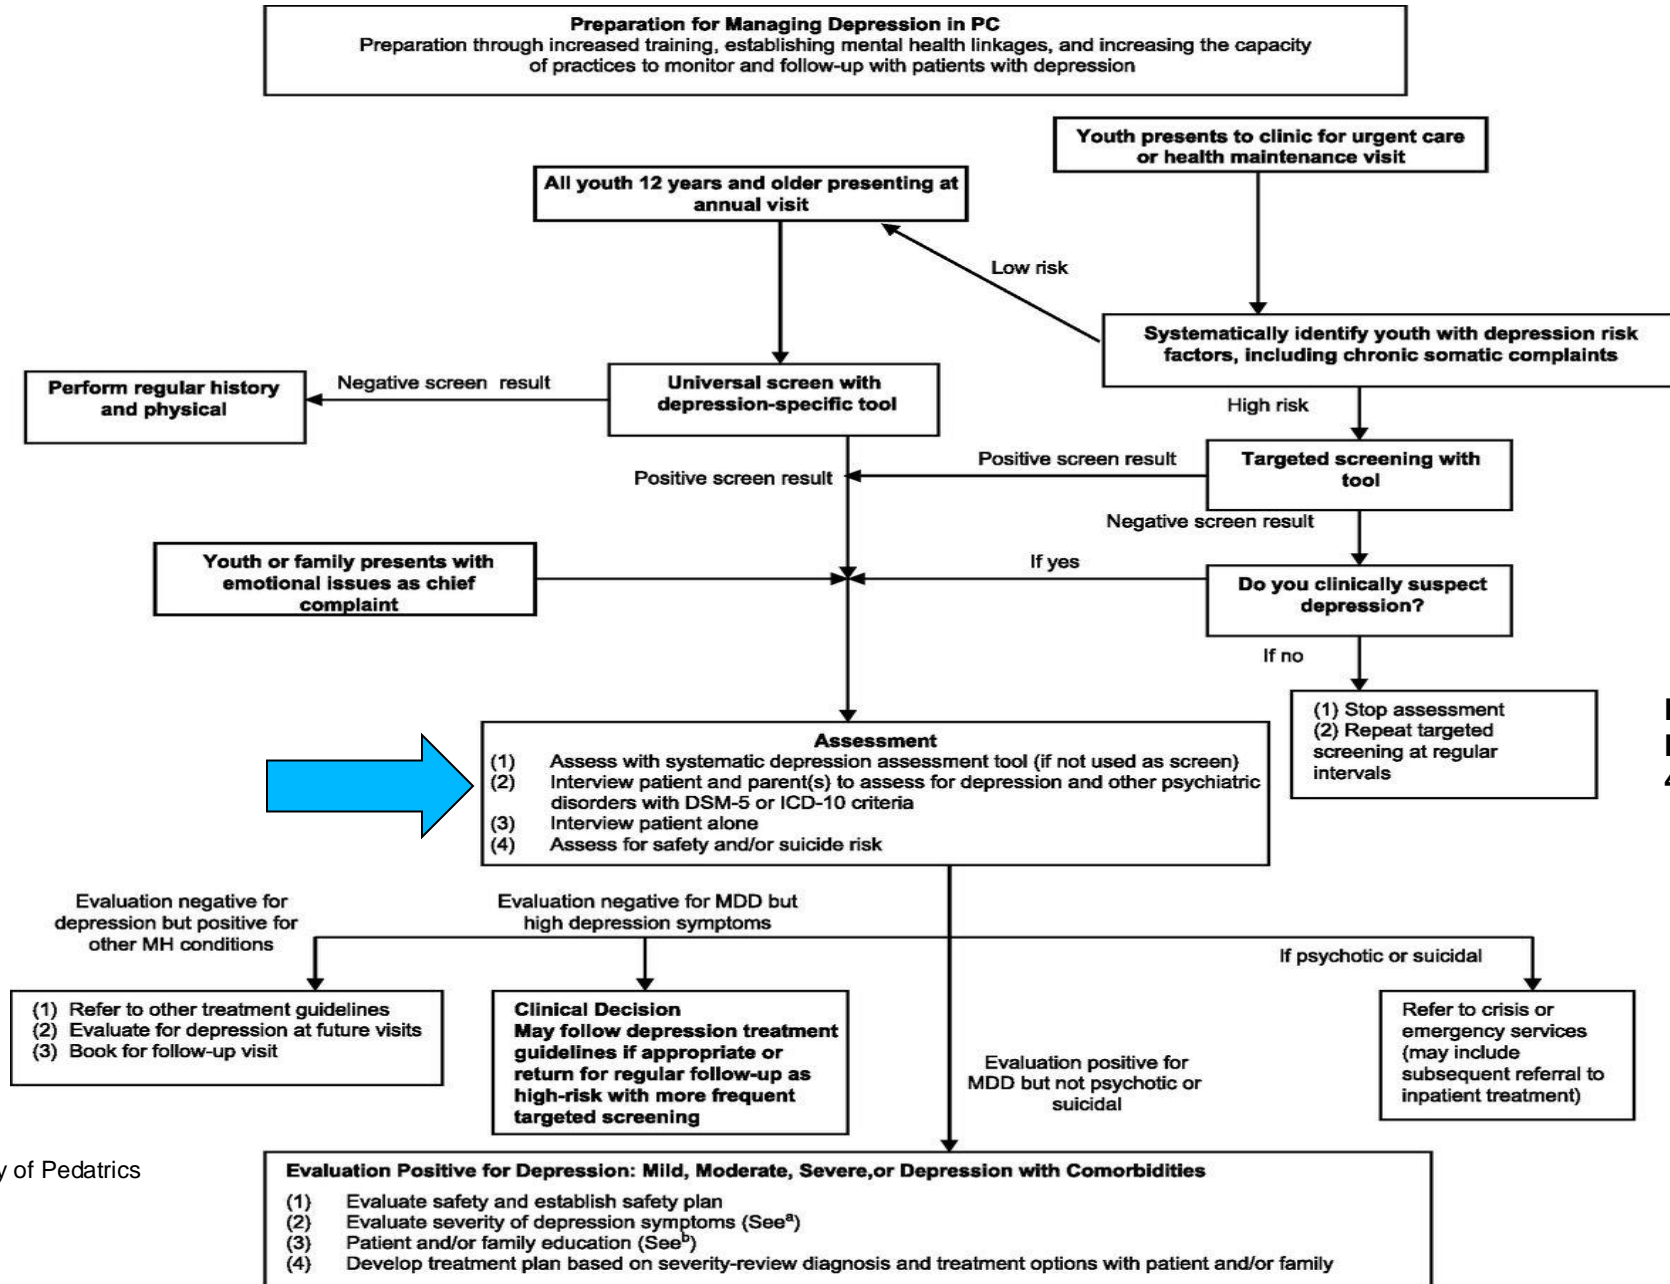 Preparation for Managing Depression in PC
Preparation through increased training, establishing mental health linkages, and increasing the capacity
of practices to monitor and follow-up with patients with depression
Youth presents to clinic for urgent care
or health maintenance visit
All youth 12 years and older presenting at
annual visit
Low risk
Systematically identify youth with depression risk
factors, including chronic somatic complaints
Perform regular history
and physical
Negative screen result
Universal screen with
depression-specific tool
High risk
Positive screen result
Positive screen result
Targeted screening with
tool
Negative screen result
Youth or family presents with
emotional issues as chief
complaint
If yes
Do you clinically suspect
depression?
If no
(1) Stop assessment
(2) Repeat targeted
screening at regular
intervals
Assessment
(1) Assess with systematic depression assessment tool (if not used as screen)
(2) Interview patient and parent(s) to assess for depression and other psychiatric
disorders with DSM-5 or ICD-10 criteria
(3) Interview patient alone
(4) Assess for safety and/or suicide risk
Evaluation negative for
depression but positive for
other MH conditions
Evaluation negative for MDD but
high depression symptoms
If psychotic or suicidal
(1) Refer to other treatment guidelines
(2) Evaluate for depression at future visits
(3) Book for follow-up visit
Clinical Decision
May follow depression treatment
guidelines if appropriate or
return for regular follow-up as
high-risk with more frequent
targeted screening
Evaluation positive for
MDD but not psychotic or
suicidal
Refer to crisis or
emergency services
(may include
subsequent referral to
inpatient treatment)
y of Pedatrics
Evaluation Positive for Depression: Mild, Moderate, Severe,or Depression with Comorbidities
(1) Evaluate safety and establish safety plan
(2) Evaluate severity of depression symptoms (See a)
(3) Patient and/or family education (See b)
(4) Develop treatment plan based on severity-review diagnosis and treatment options with patient and/or family